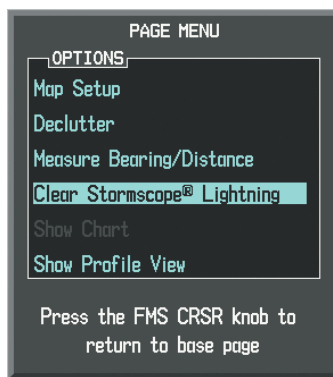 PAGE MENU
OPTIONS
Map Setup
Declutter
Measure Bearing/Distance
Clear Stormscope® Lightning
Show Chart
Show Profile View
Press the FMS CRSR knob to
return to base page